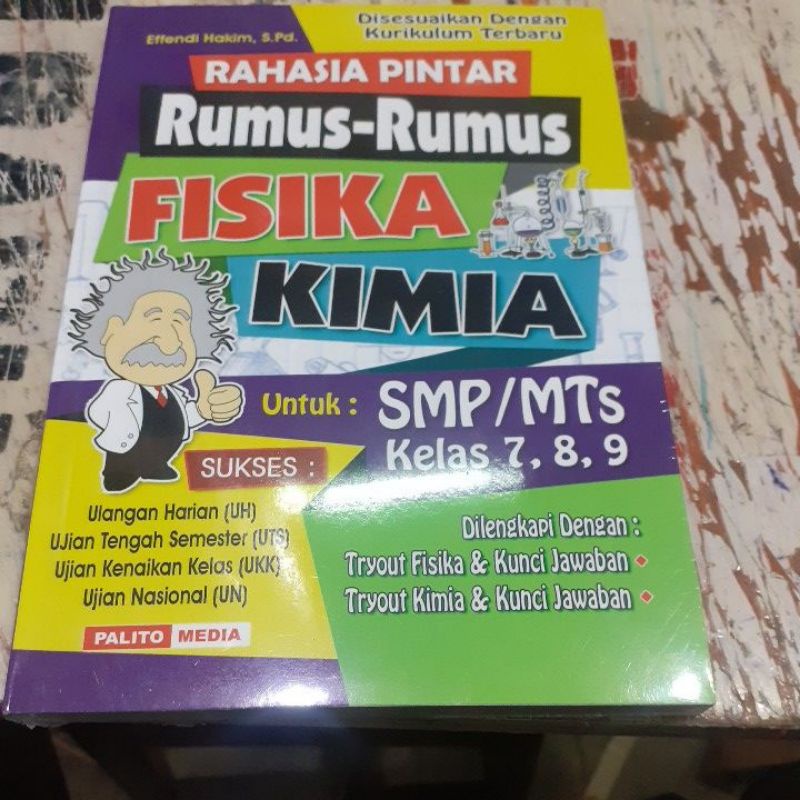 Effendi Hakim, S.Pd.
Disesuaikan Dengan
Kurikulum Terbaru
RAHASIA PINTAR
Rumus-Rumus
FISIKA
KIMIA
Untuk : SMP/MTs
Kelas 7, 8, 9
SUKSES :
Ulangan Harian (UH)
UJian Tengah Semester (UTS)
Ujian Kenaikan Kelas (UKK)
Ujian Nasional (UN)
PALITO MEDIA
Dilengkapi Dengan :
Tryout Fisika & Kunci Jawaban
Tryout Kimia & Kunci Jawaban